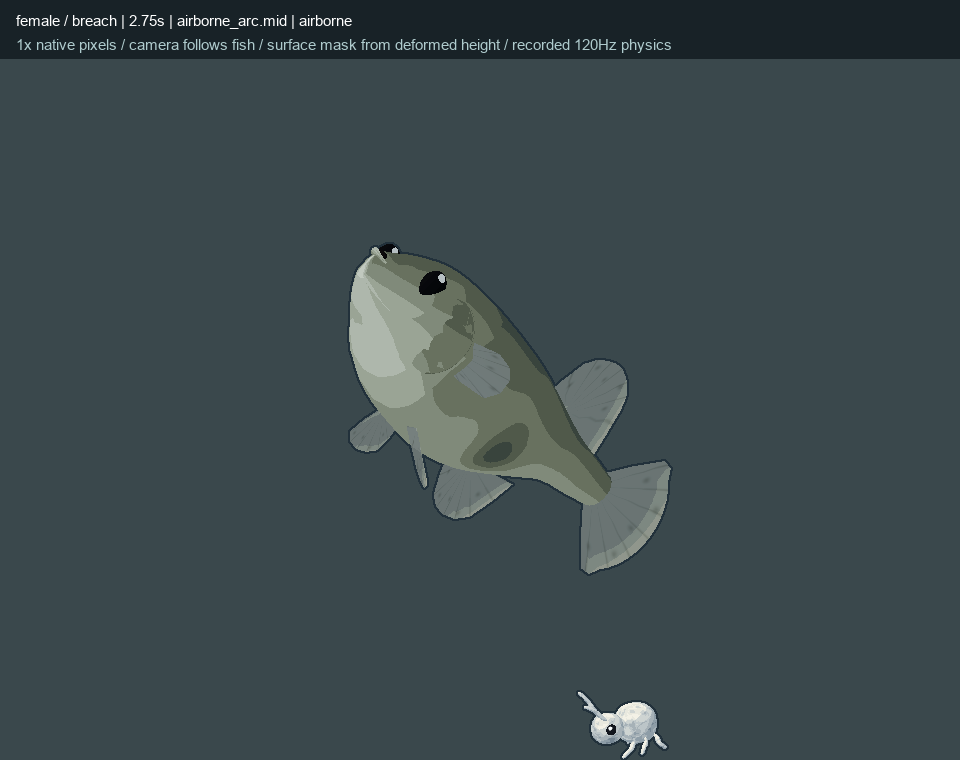 female / breach | 2.75s | airborne_arc.mid | airborne
1x native pixels / camera follows fish / surface mask from deformed height / recorded 120Hz physics